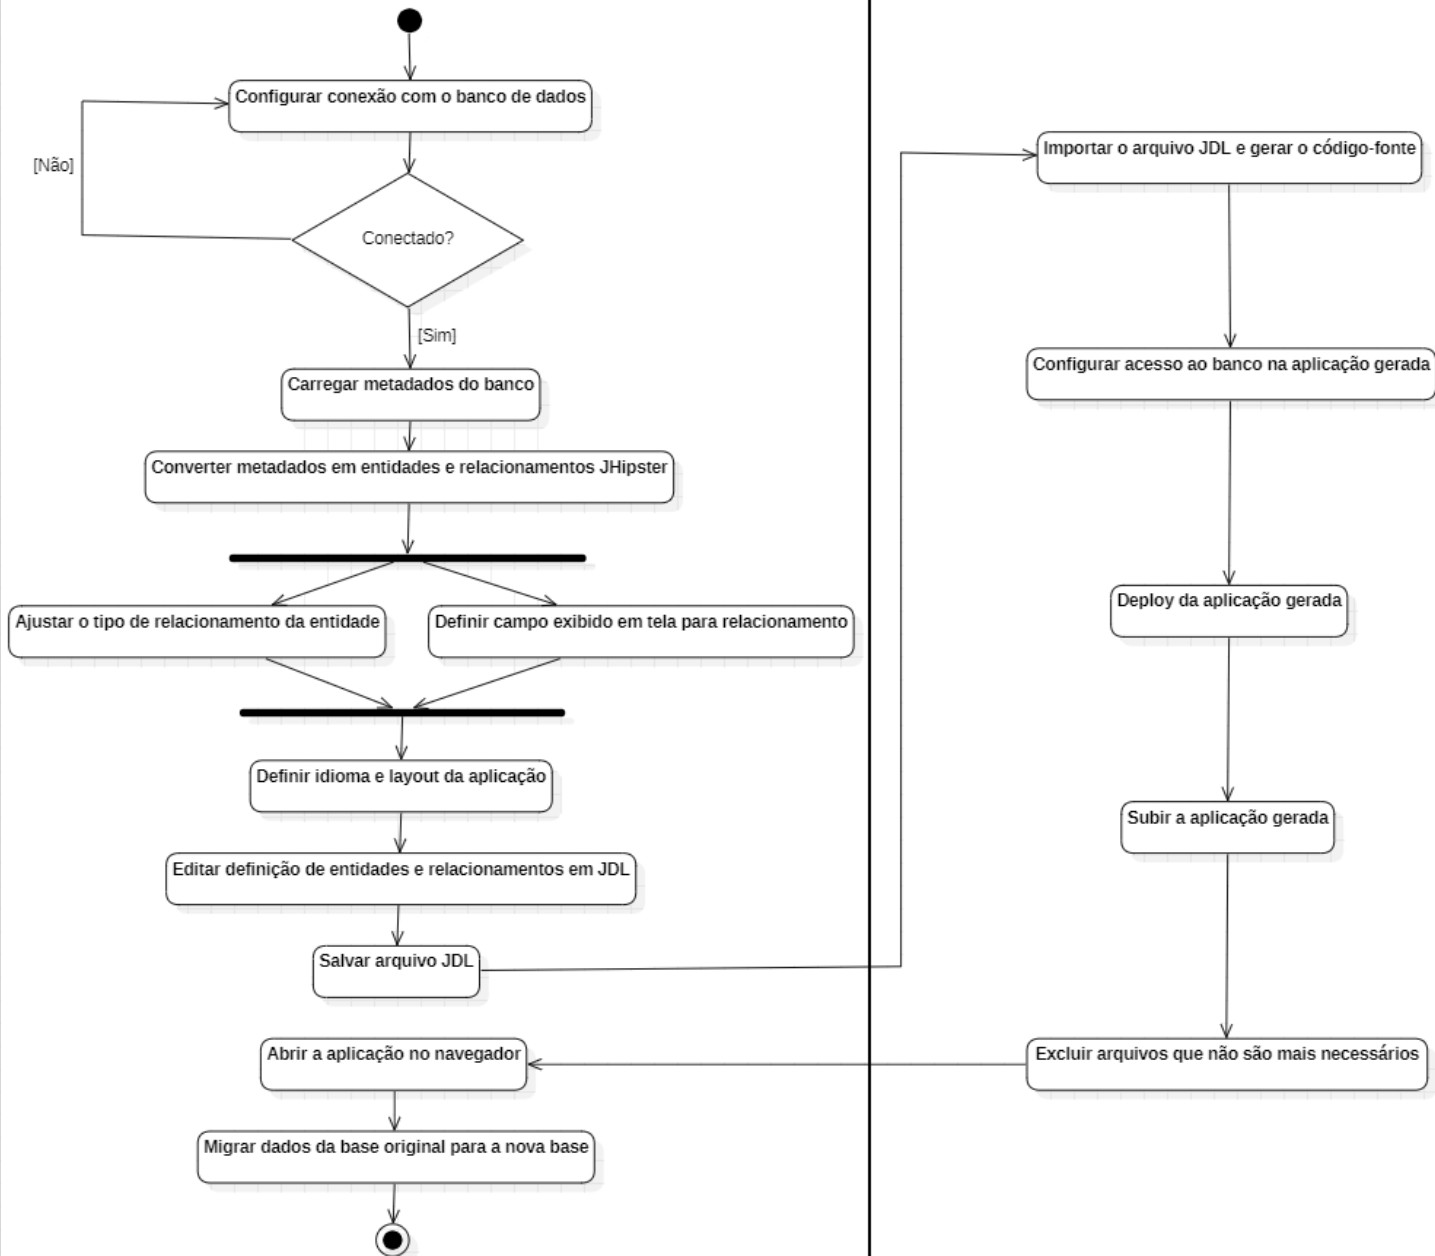 Configurar conexão com o banco de dados
[Não]
Conectado?
[Sim]
Carregar metadados do banco
Converter metadados em entidades e relacionamentos JHipster
Ajustar o tipo de relacionamento da entidade
Definir campo exibido em tela para relacionamento
Definir idioma e layout da aplicação
Editar definição de entidades e relacionamentos em JDL
Salvar arquivo JDL
Importar o arquivo JDL e gerar o código-fonte
Configurar acesso ao banco na aplicação gerada
Deploy da aplicação gerada
Subir a aplicação gerada
Excluir arquivos que não são mais necessários
Abrir a aplicação no navegador
Migrar dados da base original para a nova base